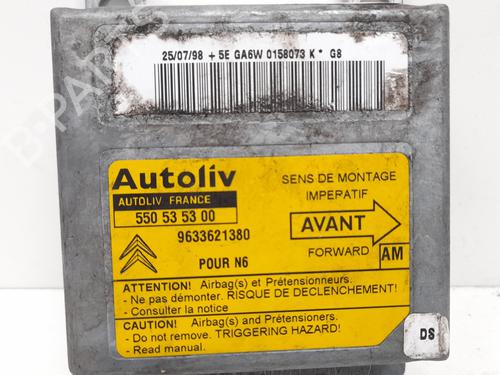 25/07/98 + 5E GA6W 0158073 K * G8
B-PARTS
Autoliv
AUTOLIV FRANCE
550 53 53 00
9633621380
POUR N6
SENS DE MONTAGE
IMPEPATIF
AVANT
FORWARD
AM
ATTENTION! Airbag(s) et Prétensionneurs.
- Ne pas démonter. RISQUE DE DECLENCHEMENT!
- Consulter la notice
CAUTION! Airbag(s) and Pretensioners.
- Do not remove. TRIGGERING HAZARD!
- Read manual.
DS